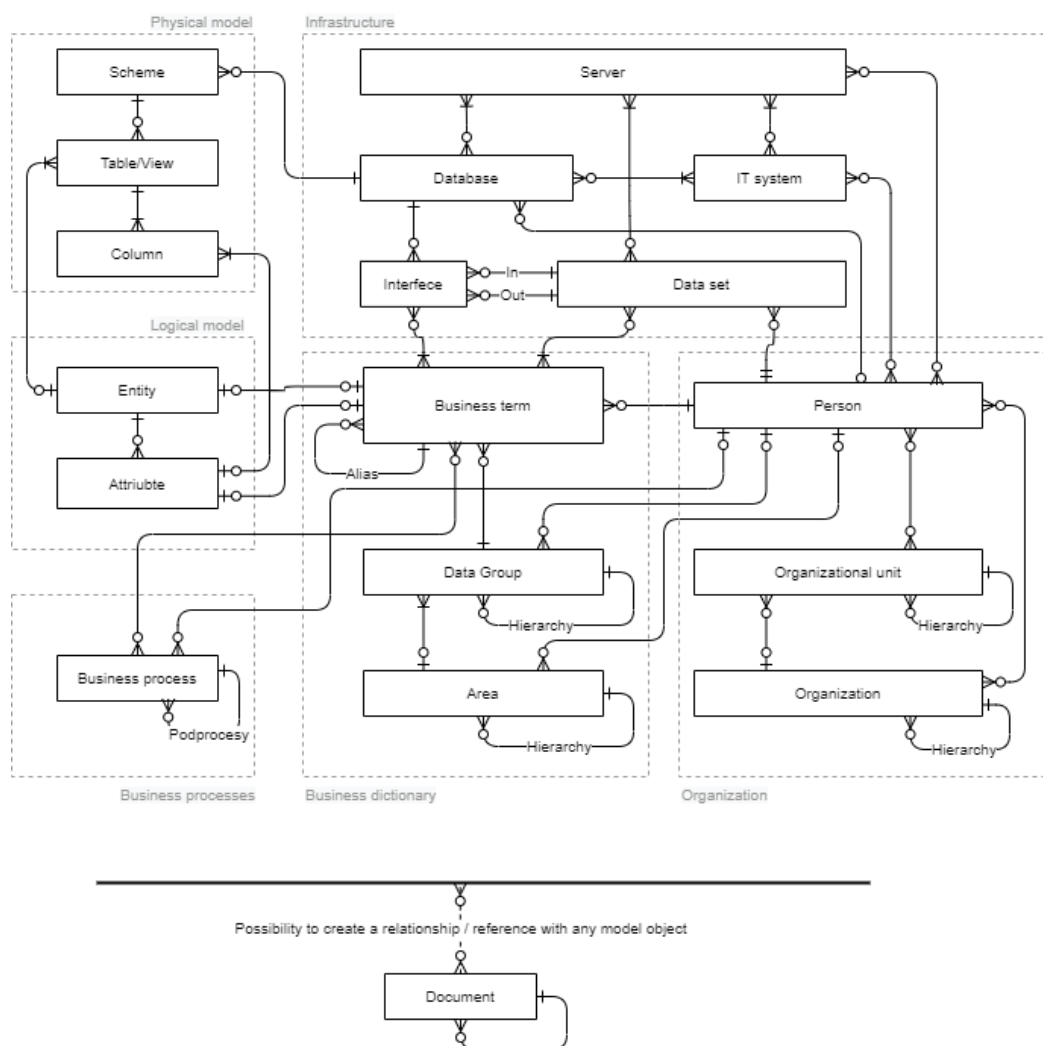 Physical model
Infrastructure
Scheme
Server
Table/View
Database
IT system
Column
Interfece
In
Out
Data set
Logical model
Entity
Business term
Person
Alias
Attriubte
Data Group
Organizational unit
Hierarchy
Hierarchy
Business process
Area
Organization
Podprocesy
Hierarchy
Hierarchy
Business processes
Business dictionary
Organization
Possibility to create a relationship / reference with any model object
Document